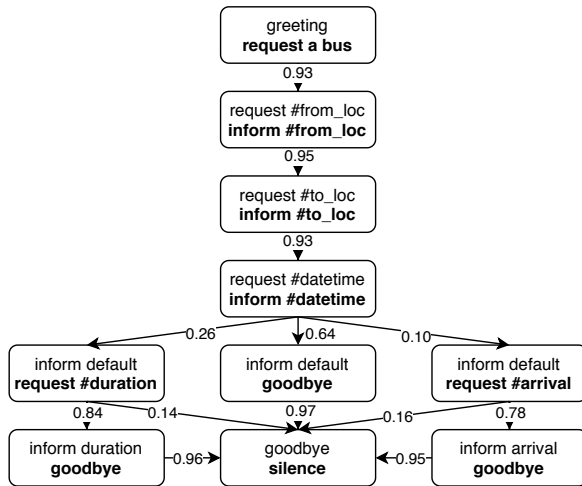 greeting
request a bus
0.93
request #from_loc
inform #from_loc
0.95
request #to_loc
inform #to_loc
0.93
request #datetime
inform #datetime
0.26
0.64
0.10
inform default
request #duration
inform default
goodbye
inform default
request #arrival
0.84
0.14
0.97
0.16
0.78
inform duration
goodbye
0.96
goodbye
silence
0.95
inform arrival
goodbye